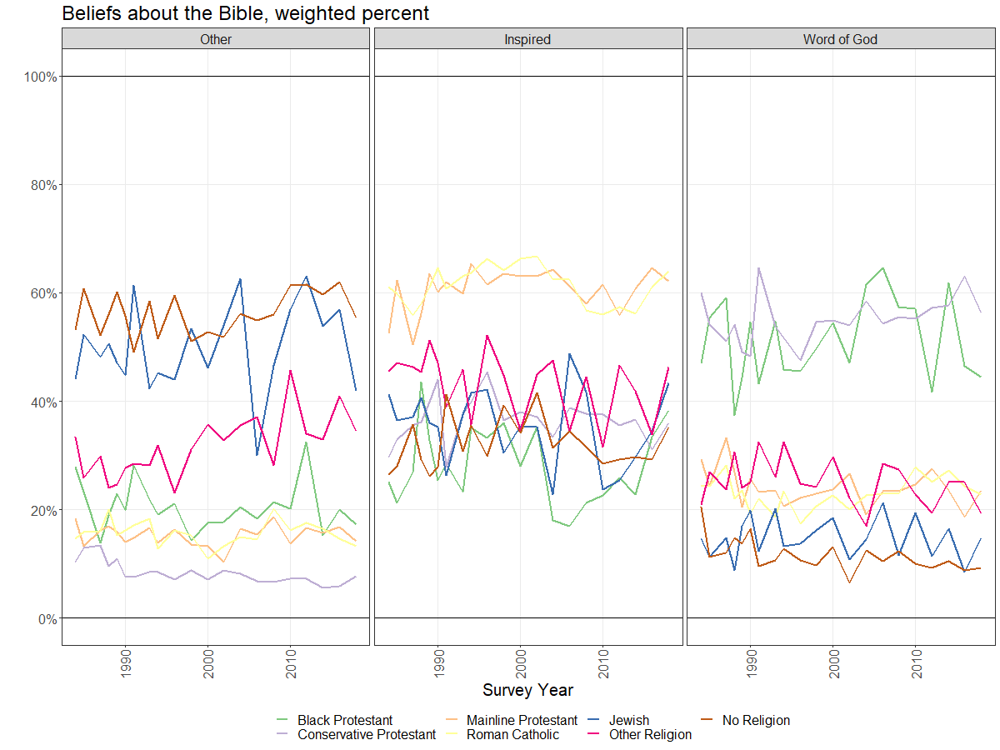 Beliefs about the Bible, weighted percent
Other
Inspired
Word of God
100%
80%
60%
40%
20%
0%
1990
2000
2010
1990
2000
2010
1990
2000
2010
Survey Year
Black Protestant
Mainline Protestant
Jewish
No Religion
Conservative Protestant
Roman Catholic
Other Religion